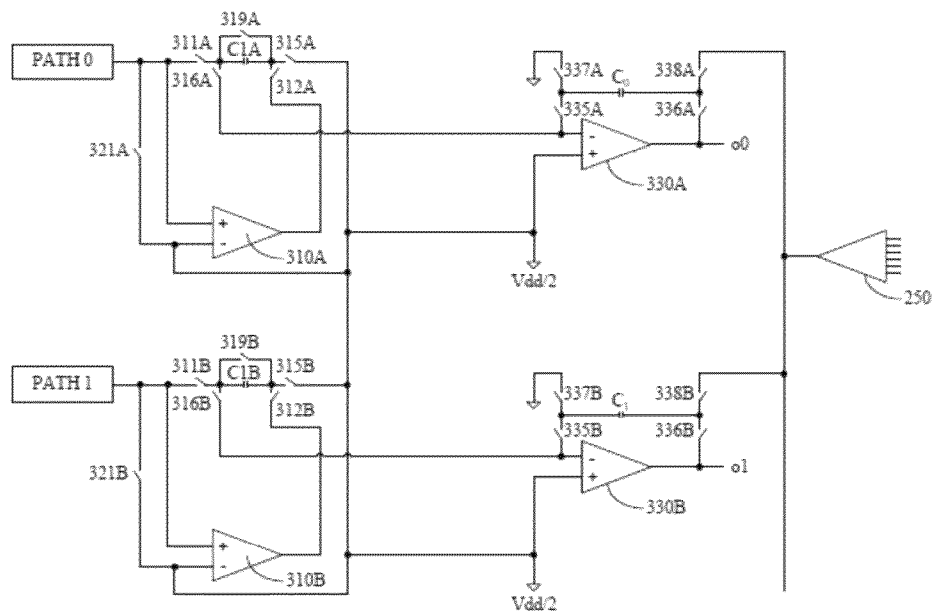 319A
PATH 0
311A
C1A
315A
316A
312A
337A
C0
338A
335A
336A
-
+
o0
330A
321A
+
-
310A
Vdd/2
250
319B
PATH 1
311B
C1B
315B
316B
312B
337B
C1
338B
335B
336B
-
+
o1
330B
321B
+
-
310B
Vdd/2